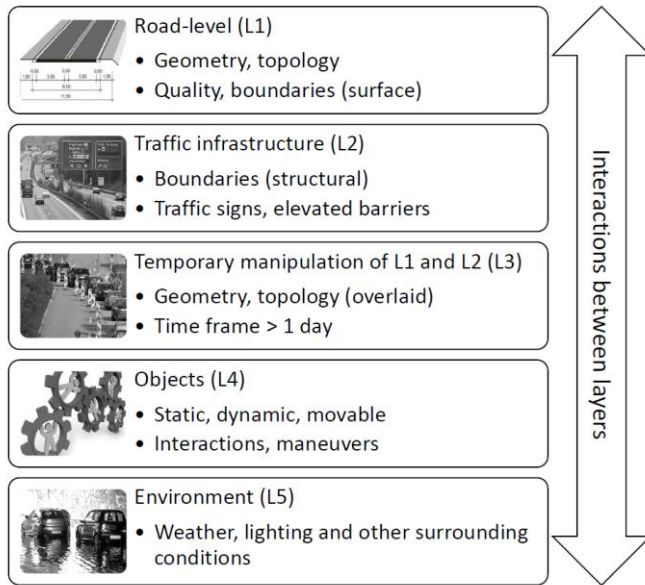 Road-level (L1)
• Geometry, topology
• Quality, boundaries (surface)
Traffic infrastructure (L2)
• Boundaries (structural)
• Traffic signs, elevated barriers
Temporary manipulation of L1 and L2 (L3)
• Geometry, topology (overlaid)
• Time frame > 1 day
Objects (L4)
• Static, dynamic, movable
• Interactions, maneuvers
Environment (L5)
• Weather, lighting and other surrounding
conditions
Interactions between layers